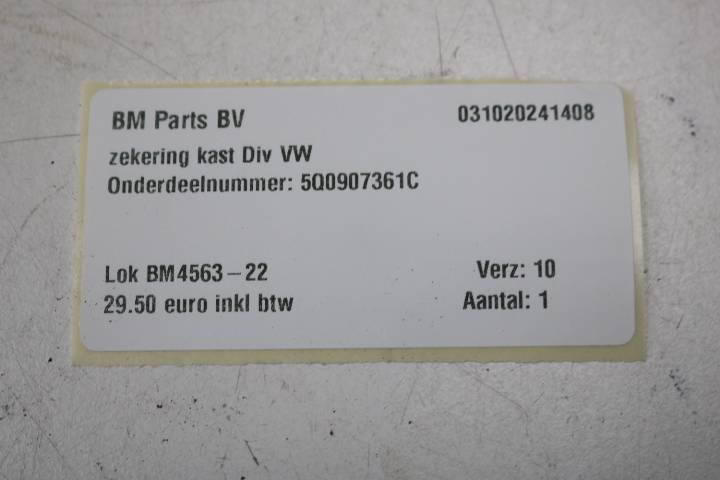 BM Parts BV 031020241408
zekering kast Div VW
Onderdeelnummer: 5Q0907361C
Lok BM4563-22 Verz: 10
29.50 euro inkl btw Aantal: 1